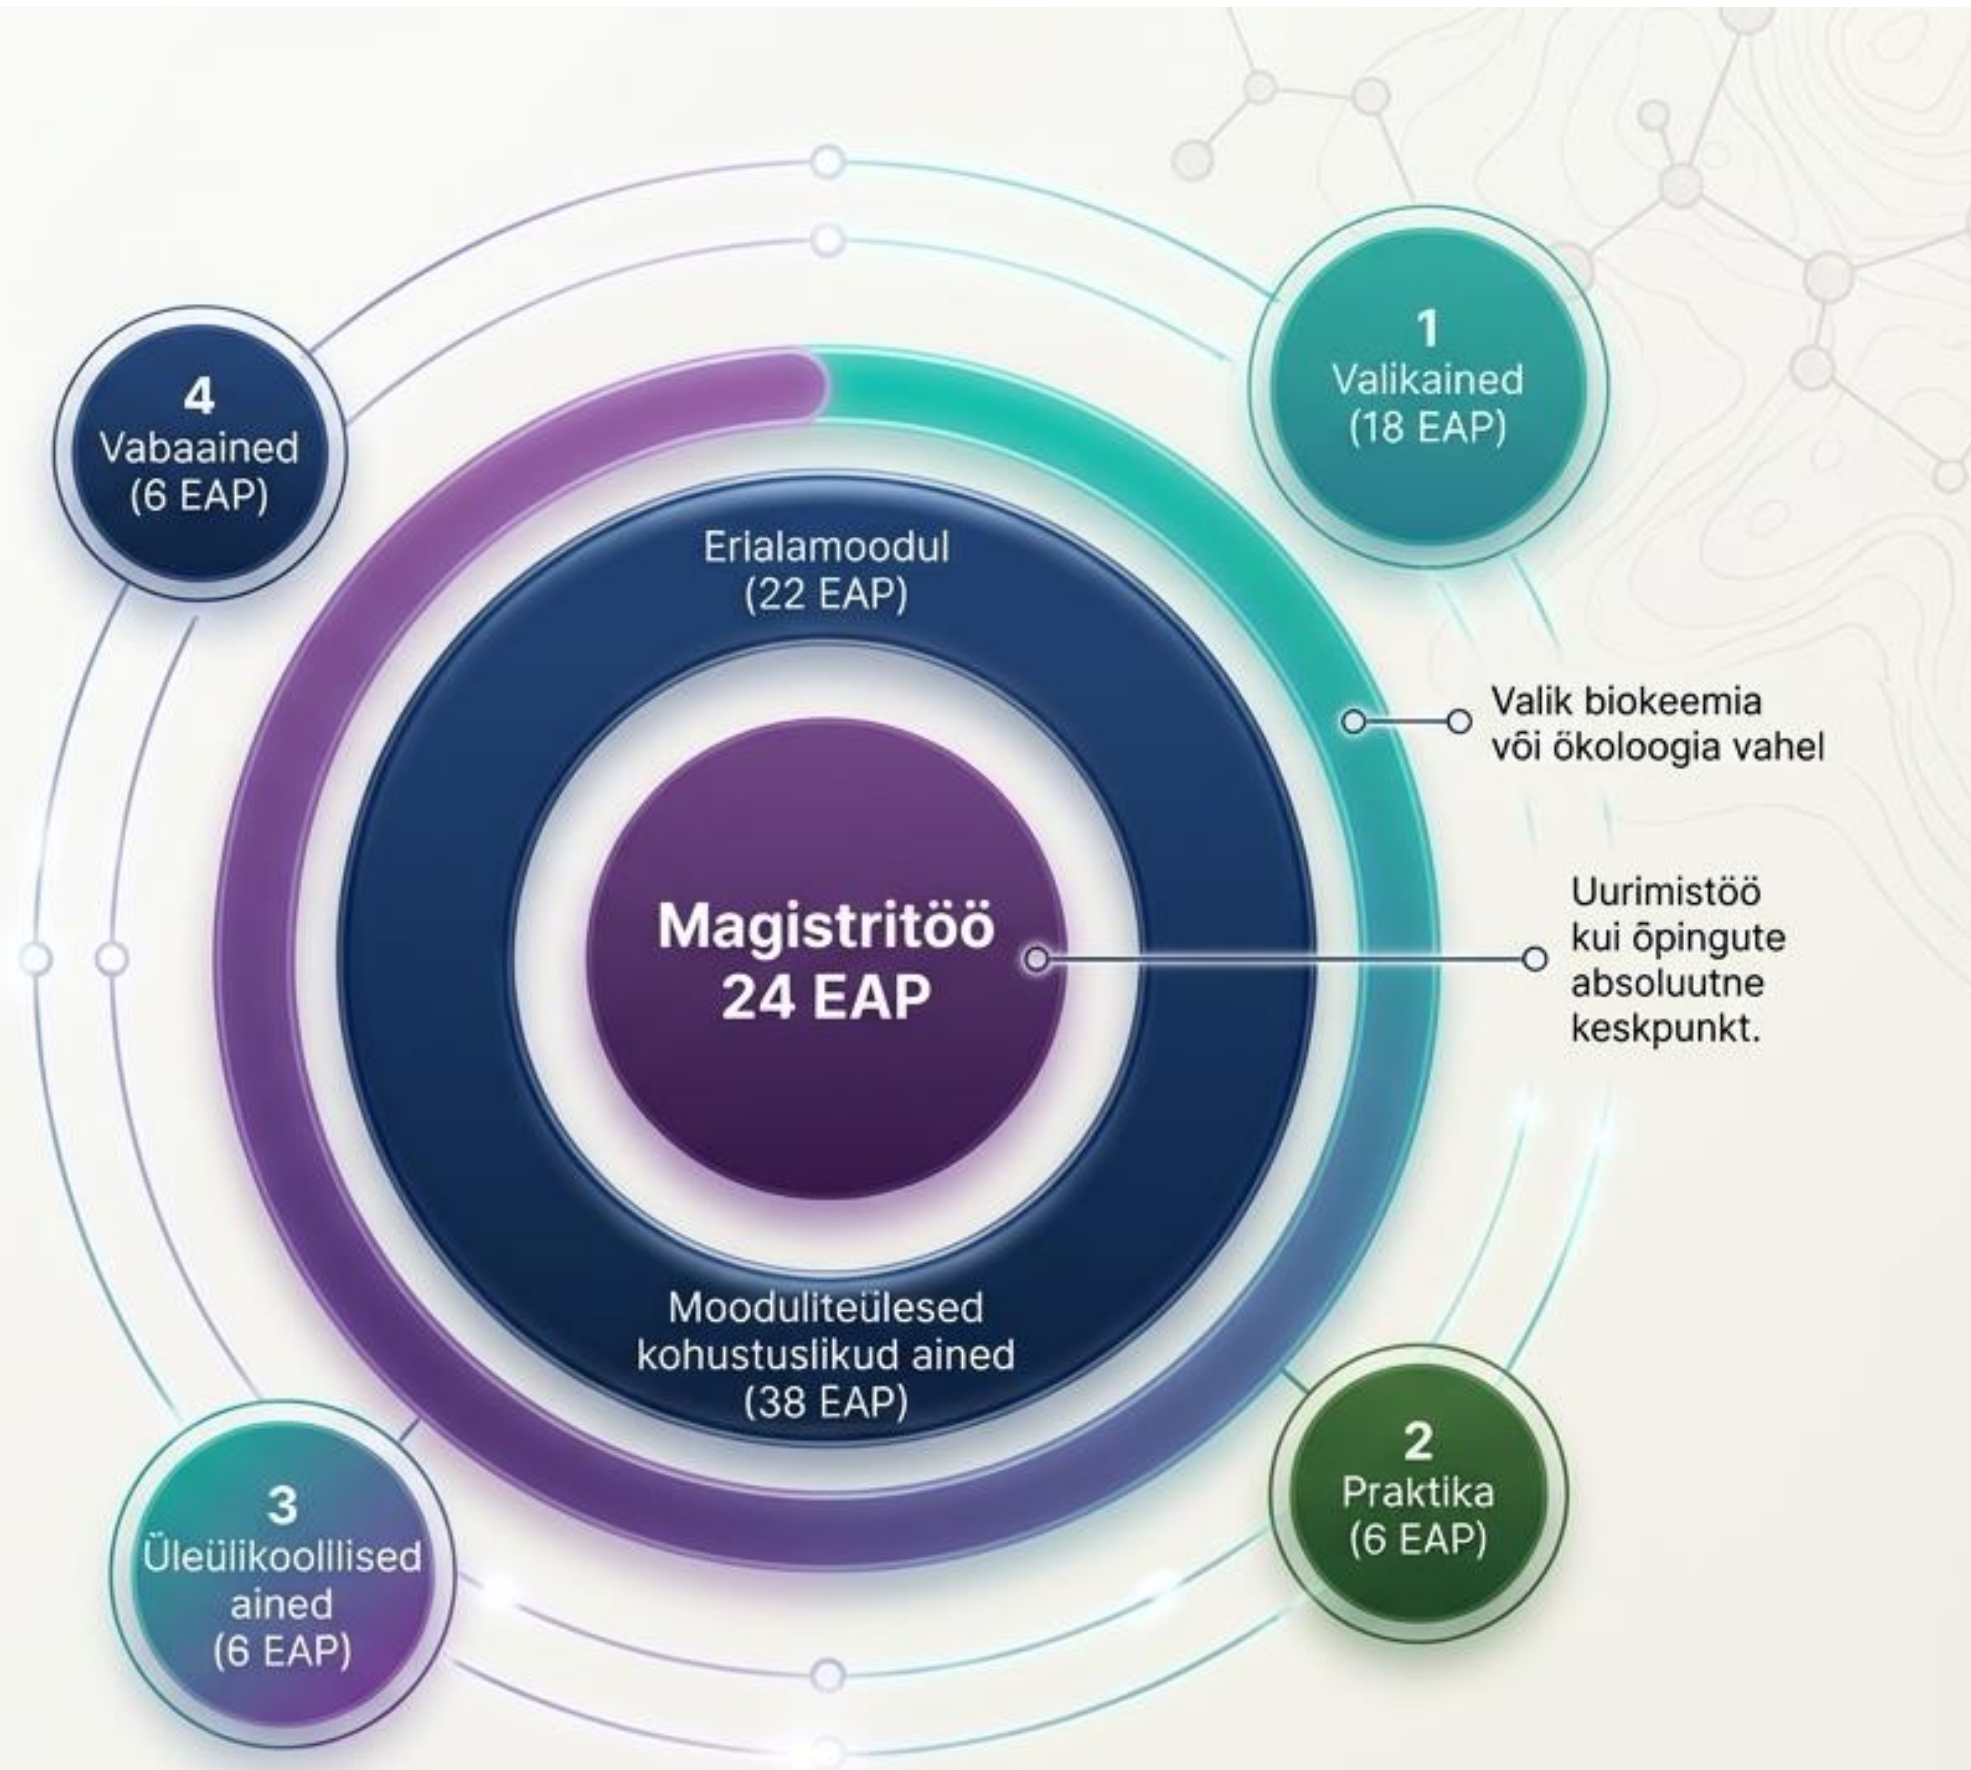 1
Valikained
(18 EAP)
4
Vabaained
(6 EAP)
Erialamoodul
(22 EAP)
Valik biokeemia
või ökoloogia vahel
Magistritöö
24 EAP
Uurimistöö
kui õpingute
absoluutne
keskpunkt.
Mooduliteülesed
kohustuslikud ained
(38 EAP)
2
Praktika
(6 EAP)
3
Üleülikoolilised
ained
(6 EAP)